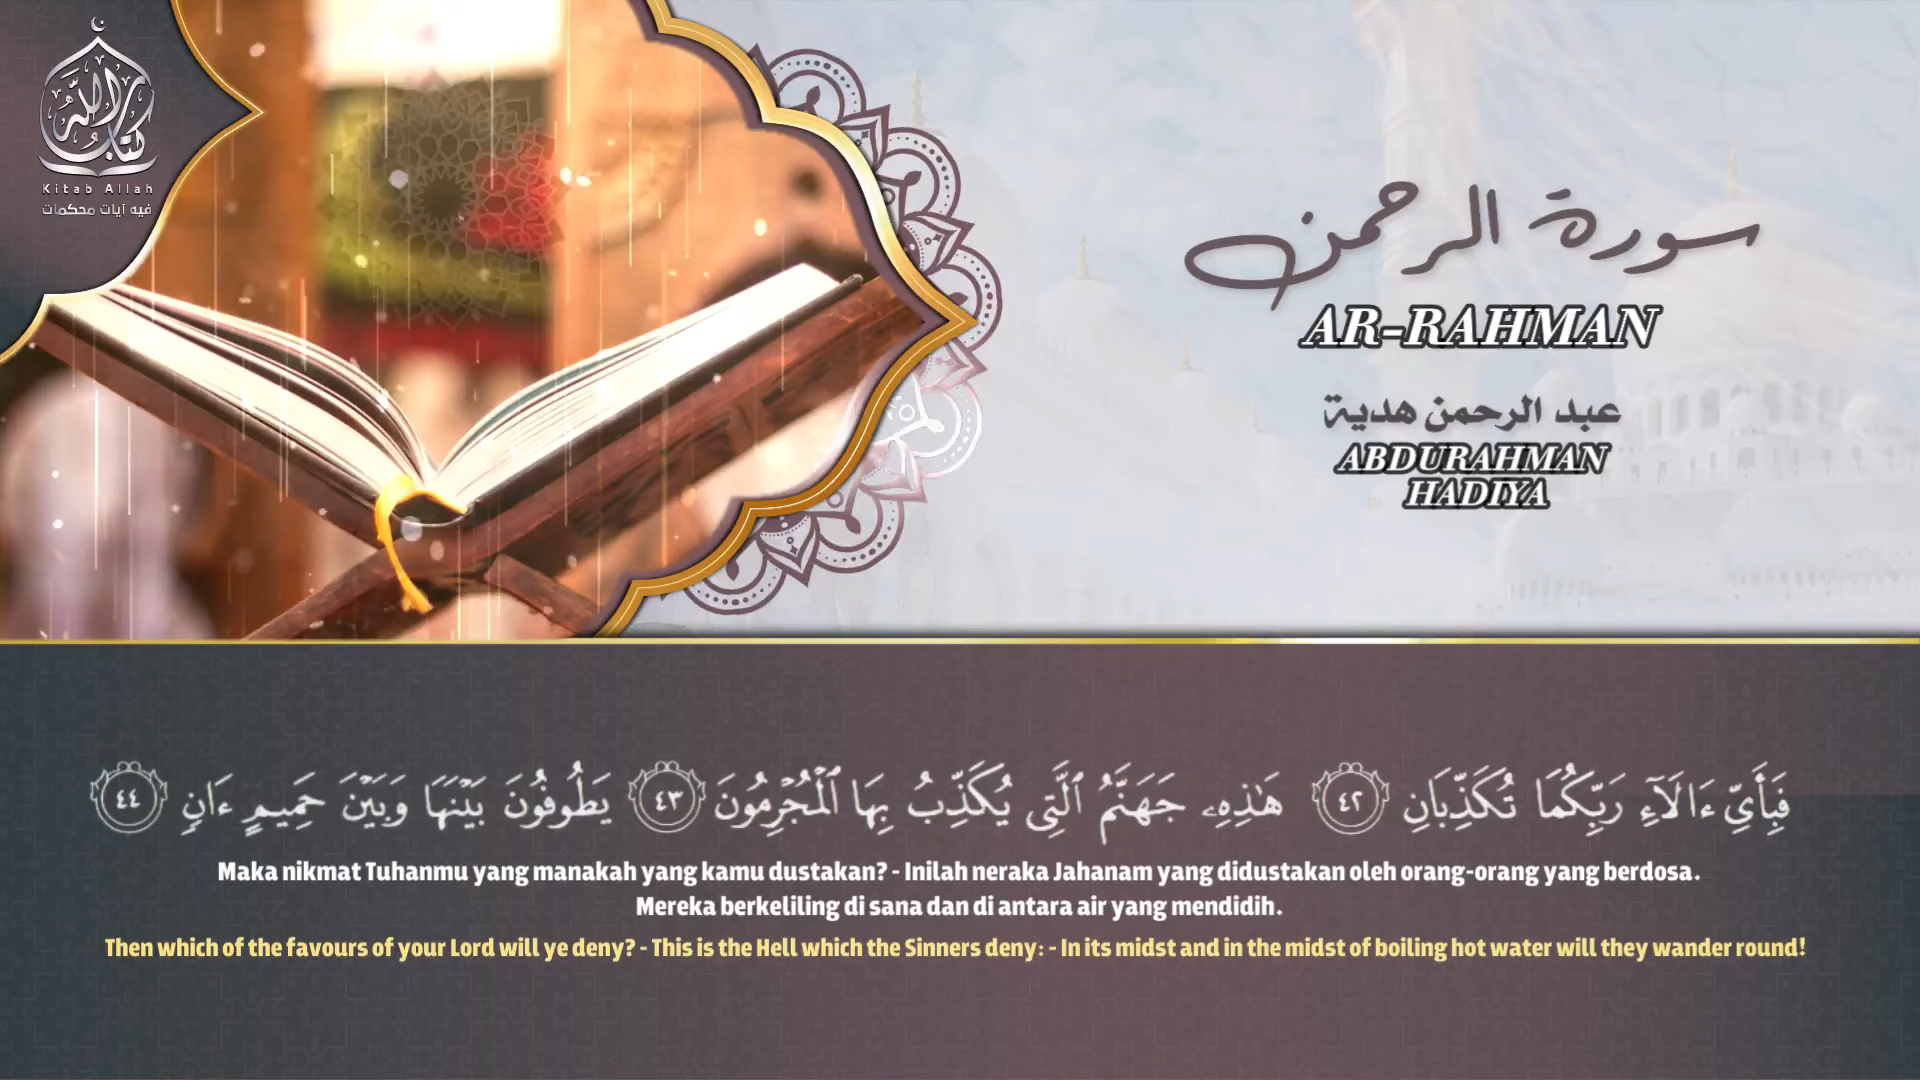 كتاب الله
Kitab Allah
فيه آيات محكمات
سورة الرحمن
AR-RAHMAN
عبد الرحمن هدية
ABDURAHMAN
HADIYA
فَبِأَيِّ ءَالَآءِ رَبِّكُمَا تُكَذِّبَانِ ٤٢ هَٰذِهِۦ جَهَنَّمُ ٱلَّتِي يُكَذِّبُ بِهَا ٱلْمُجْرِمُونَ ٤٣ يَطُوفُونَ بَيْنَهَا وَبَيْنَ حَمِيمٍ ءَانٍ ٤٤
Maka nikmat Tuhanmu yang manakah yang kamu dustakan? - Inilah neraka Jahanam yang didustakan oleh orang-orang yang berdosa.
Mereka berkeliling di sana dan di antara air yang mendidih.
Then which of the favours of your Lord will ye deny? - This is the Hell which the Sinners deny: - In its midst and in the midst of boiling hot water will they wander round!